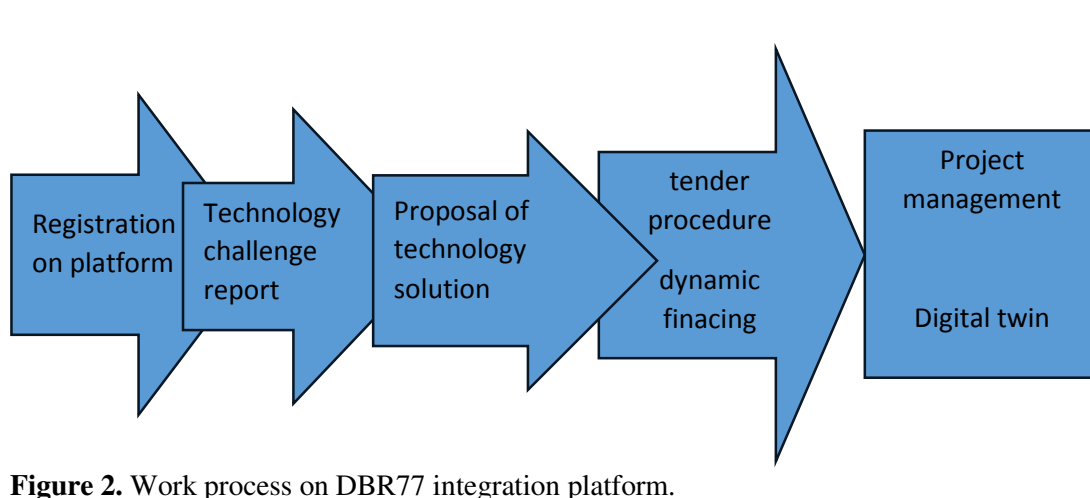 Registration
on platform
Technology
challenge
report
Proposal of
technology
solution
tender
procedure
dynamic
finacing
Project
management
Digital twin
Figure 2. Work process on DBR77 integration platform.